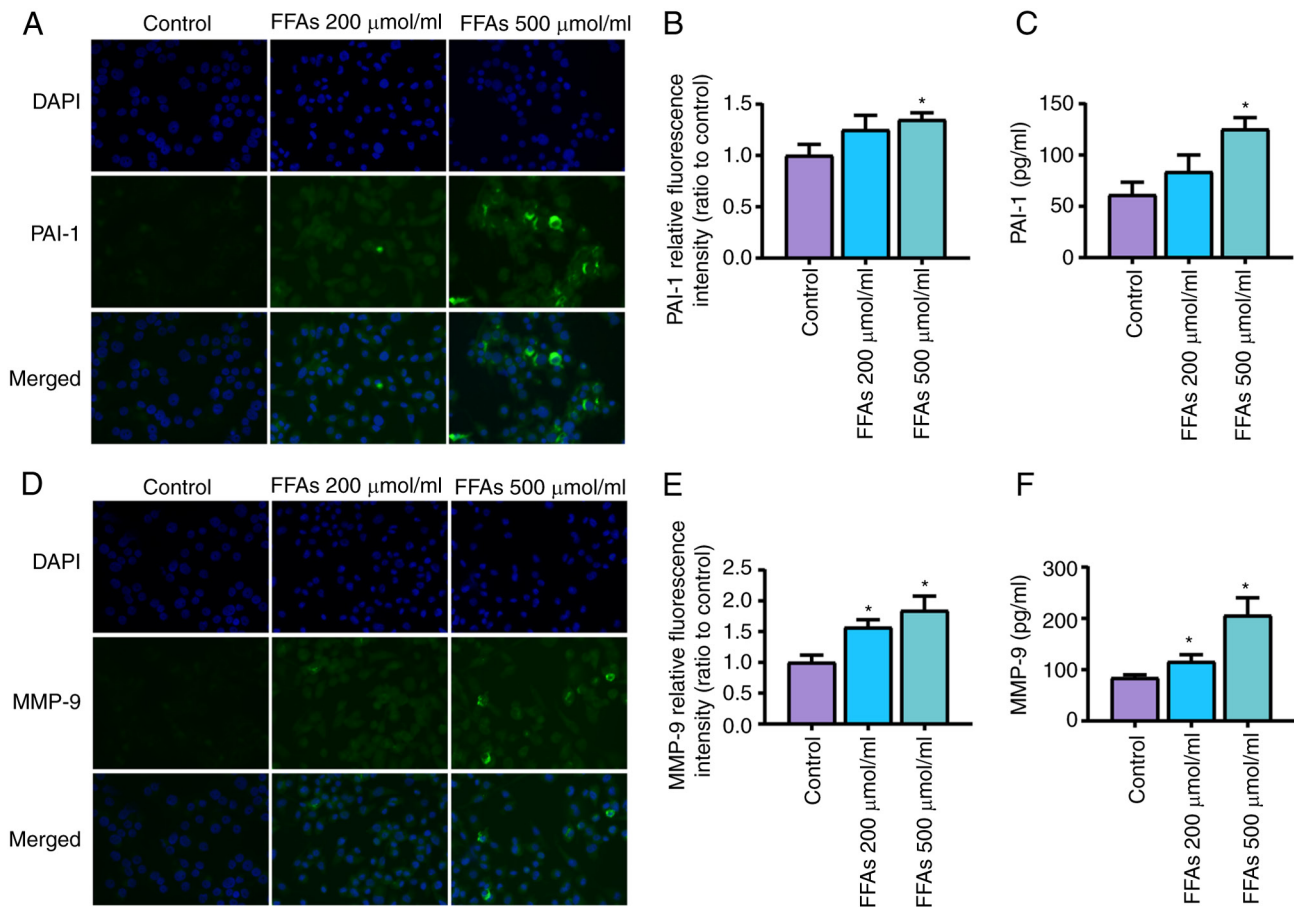 A
Control
FFAs 200 μmol/ml
FFAs 500 μmol/ml
DAPI
PAI-1
Merged
B
PAI-1 relative fluorescence
intensity (ratio to control)
1.5
1.0
0.5
0.0
*
Control
FFAs 200 μmol/ml
FFAs 500 μmol/ml
C
PAI-1 (pg/ml)
150
100
50
0
*
Control
FFAs 200 μmol/ml
FFAs 500 μmol/ml
D
Control
FFAs 200 μmol/ml
FFAs 500 μmol/ml
DAPI
MMP-9
Merged
E
MMP-9 relative fluorescence
intensity (ratio to control)
2.5
2.0
1.5
1.0
0.5
0.0
*
*
Control
FFAs 200 μmol/ml
FFAs 500 μmol/ml
F
MMP-9 (pg/ml)
300
200
100
0
*
*
Control
FFAs 200 μmol/ml
FFAs 500 μmol/ml